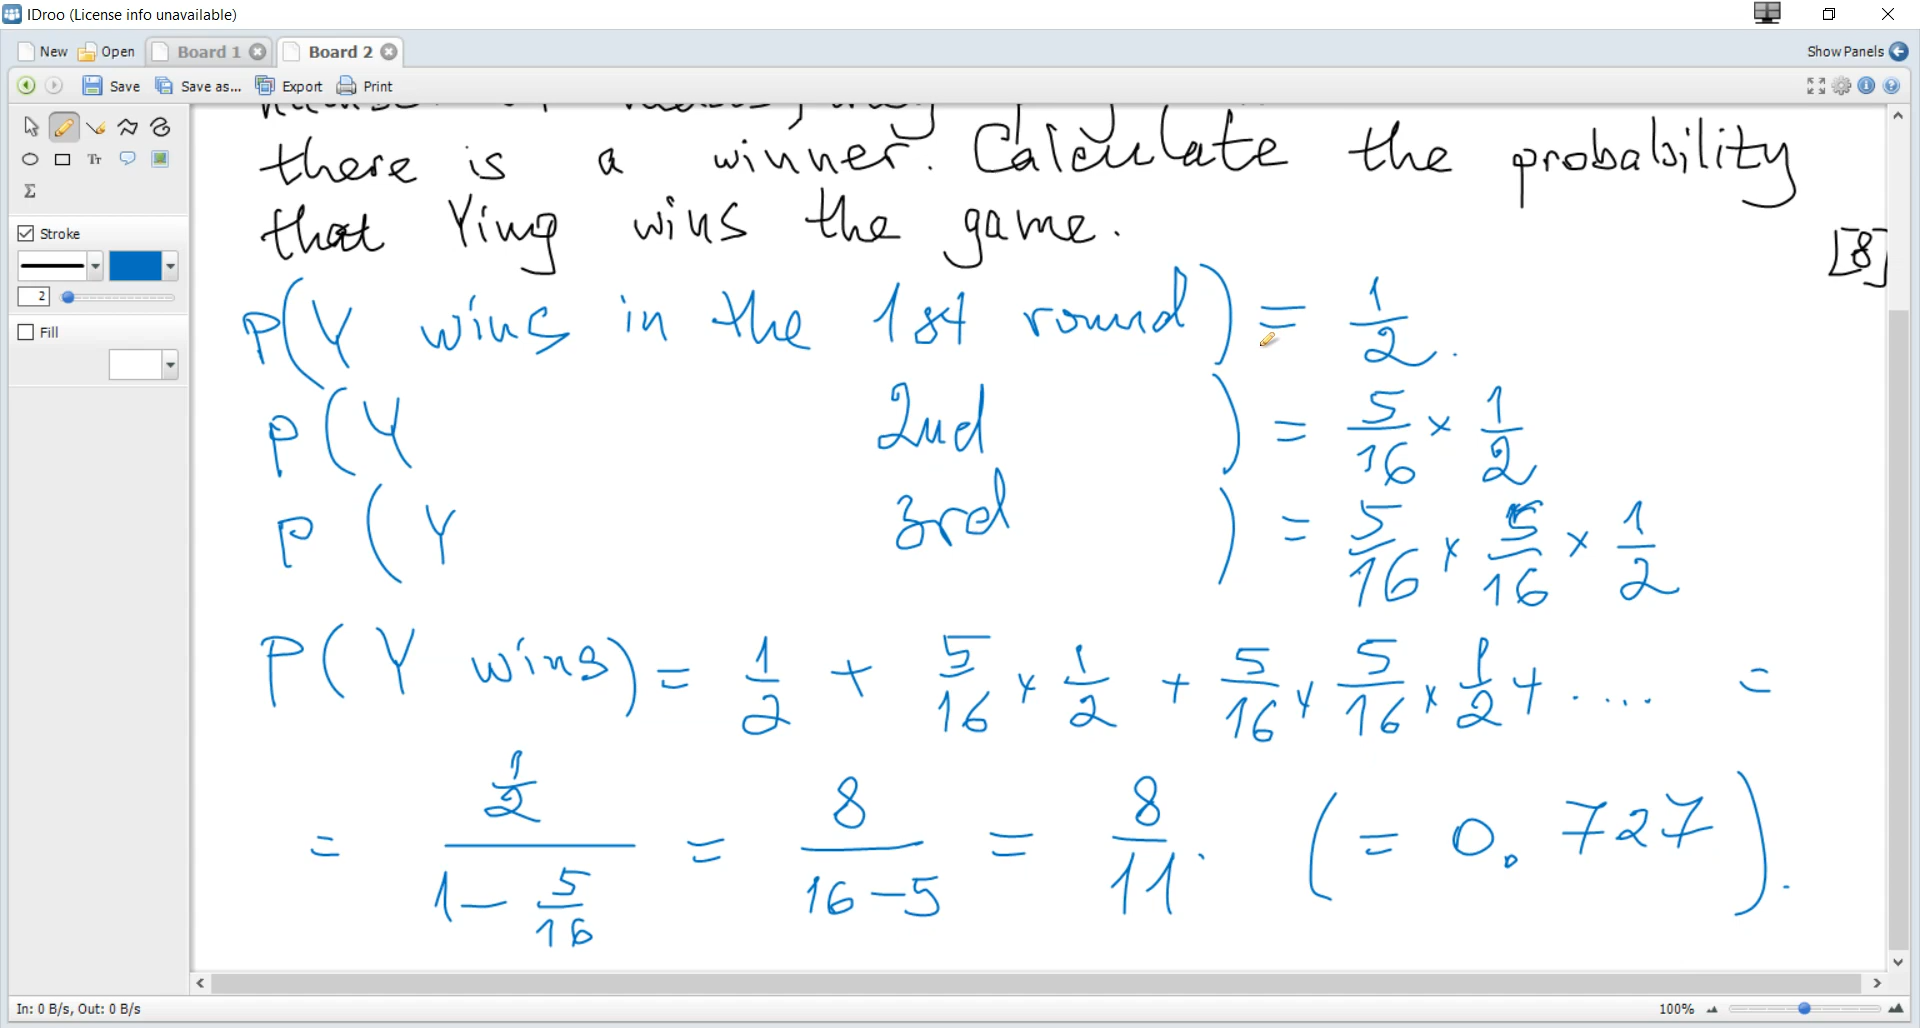 IDroo (License info unavailable)
New Open Board 1 Board 2 Show Panels
Save Save as... Export Print
Tr
Σ
Stroke
2
Fill
there is a winner. Calculate the probability
that Ying wins the game.
[8]
P(Y wins in the 1st round) = 1/2.
P(Y 2nd ) = 5/16 × 1/2
P(Y 3rd ) = 5/16 × 5/16 × 1/2
P(Y wins) = 1/2 + 5/16 × 1/2 + 5/16 × 5/16 × 1/2 + ..... =
= (1/2)/(1 - 5/16) = 8/(16-5) = 8/11. (= 0.727).
In: 0 B/s, Out: 0 B/s 100%